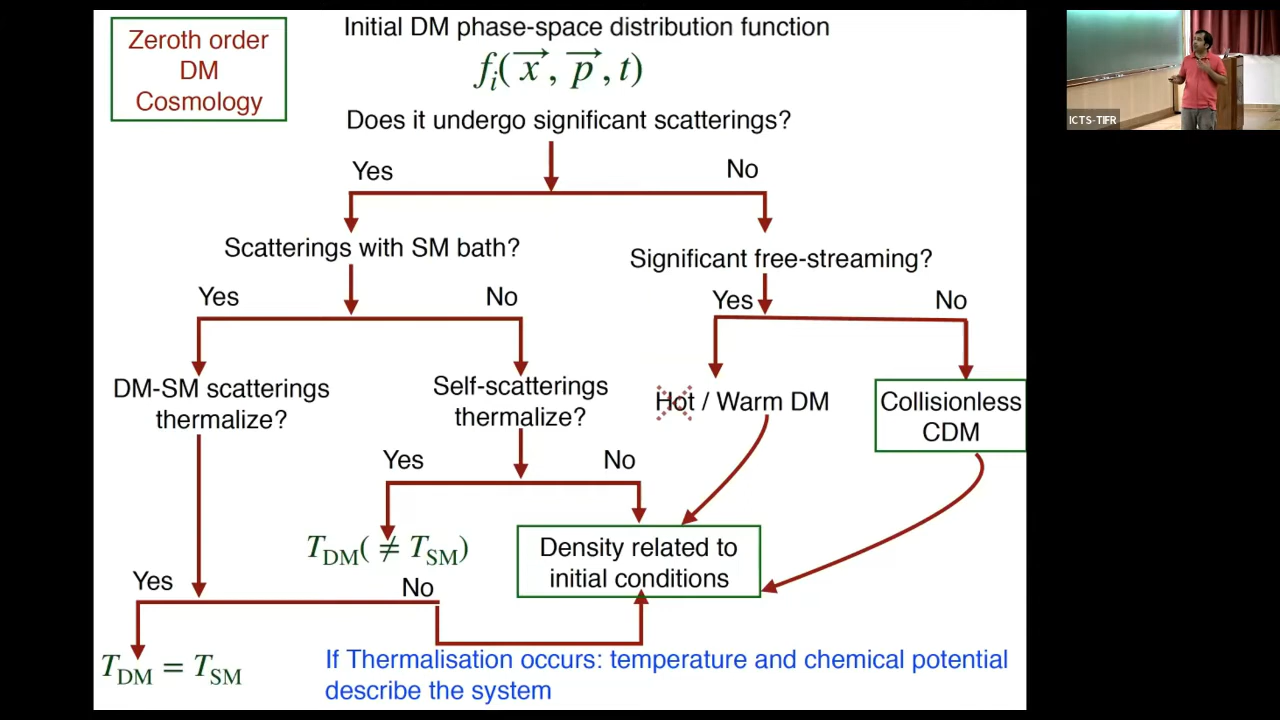 Zeroth order
DM
Cosmology
Initial DM phase-space distribution function
f_i(\vec{x}, \vec{p}, t)
Does it undergo significant scatterings?
Yes
No
Scatterings with SM bath?
Significant free-streaming?
Yes
No
Yes
No
DM-SM scatterings
thermalize?
Self-scatterings
thermalize?
Hot / Warm DM
Collisionless
CDM
Yes
No
T_DM( ≠ T_SM)
Density related to
initial conditions
Yes
No
T_DM = T_SM
If Thermalisation occurs: temperature and chemical potential
describe the system
ICTS-TIFR